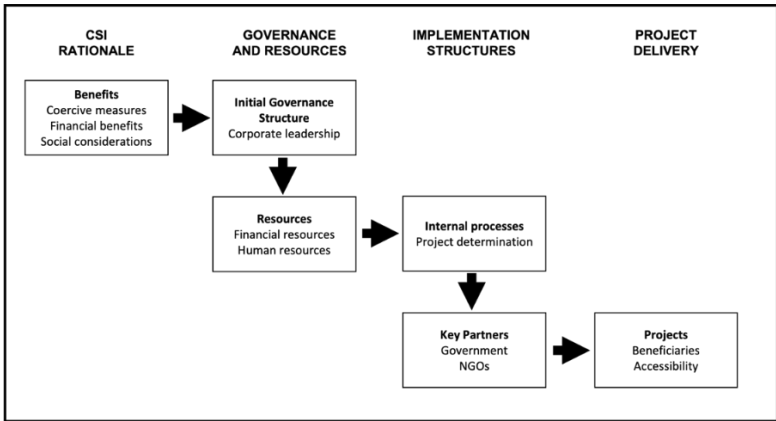 CSI
RATIONALE
GOVERNANCE
AND RESOURCES
IMPLEMENTATION
STRUCTURES
PROJECT
DELIVERY
Benefits
Coercive measures
Financial benefits
Social considerations
Initial Governance
Structure
Corporate leadership
Resources
Financial resources
Human resources
Internal processes
Project determination
Key Partners
Government
NGOs
Projects
Beneficiaries
Accessibility